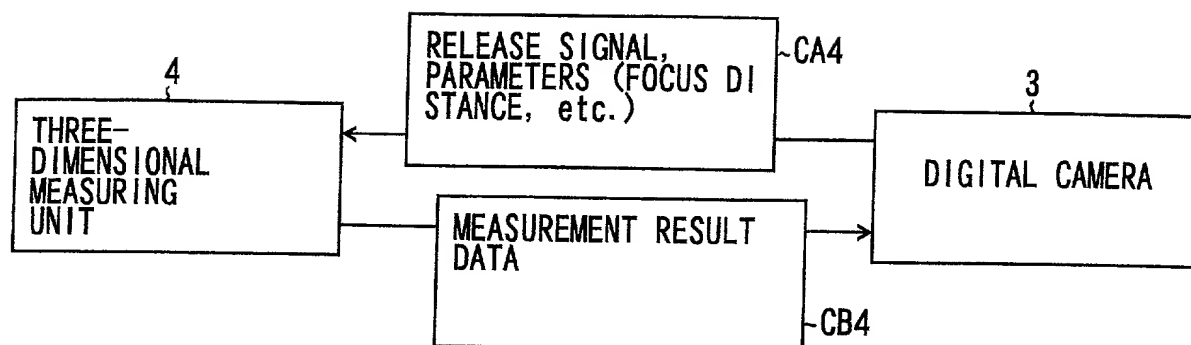 RELEASE SIGNAL,
PARAMETERS (FOCUS DI
STANCE, etc.)
CA4
4
THREE-
DIMENSIONAL
MEASURING
UNIT
3
DIGITAL CAMERA
MEASUREMENT RESULT
DATA
CB4